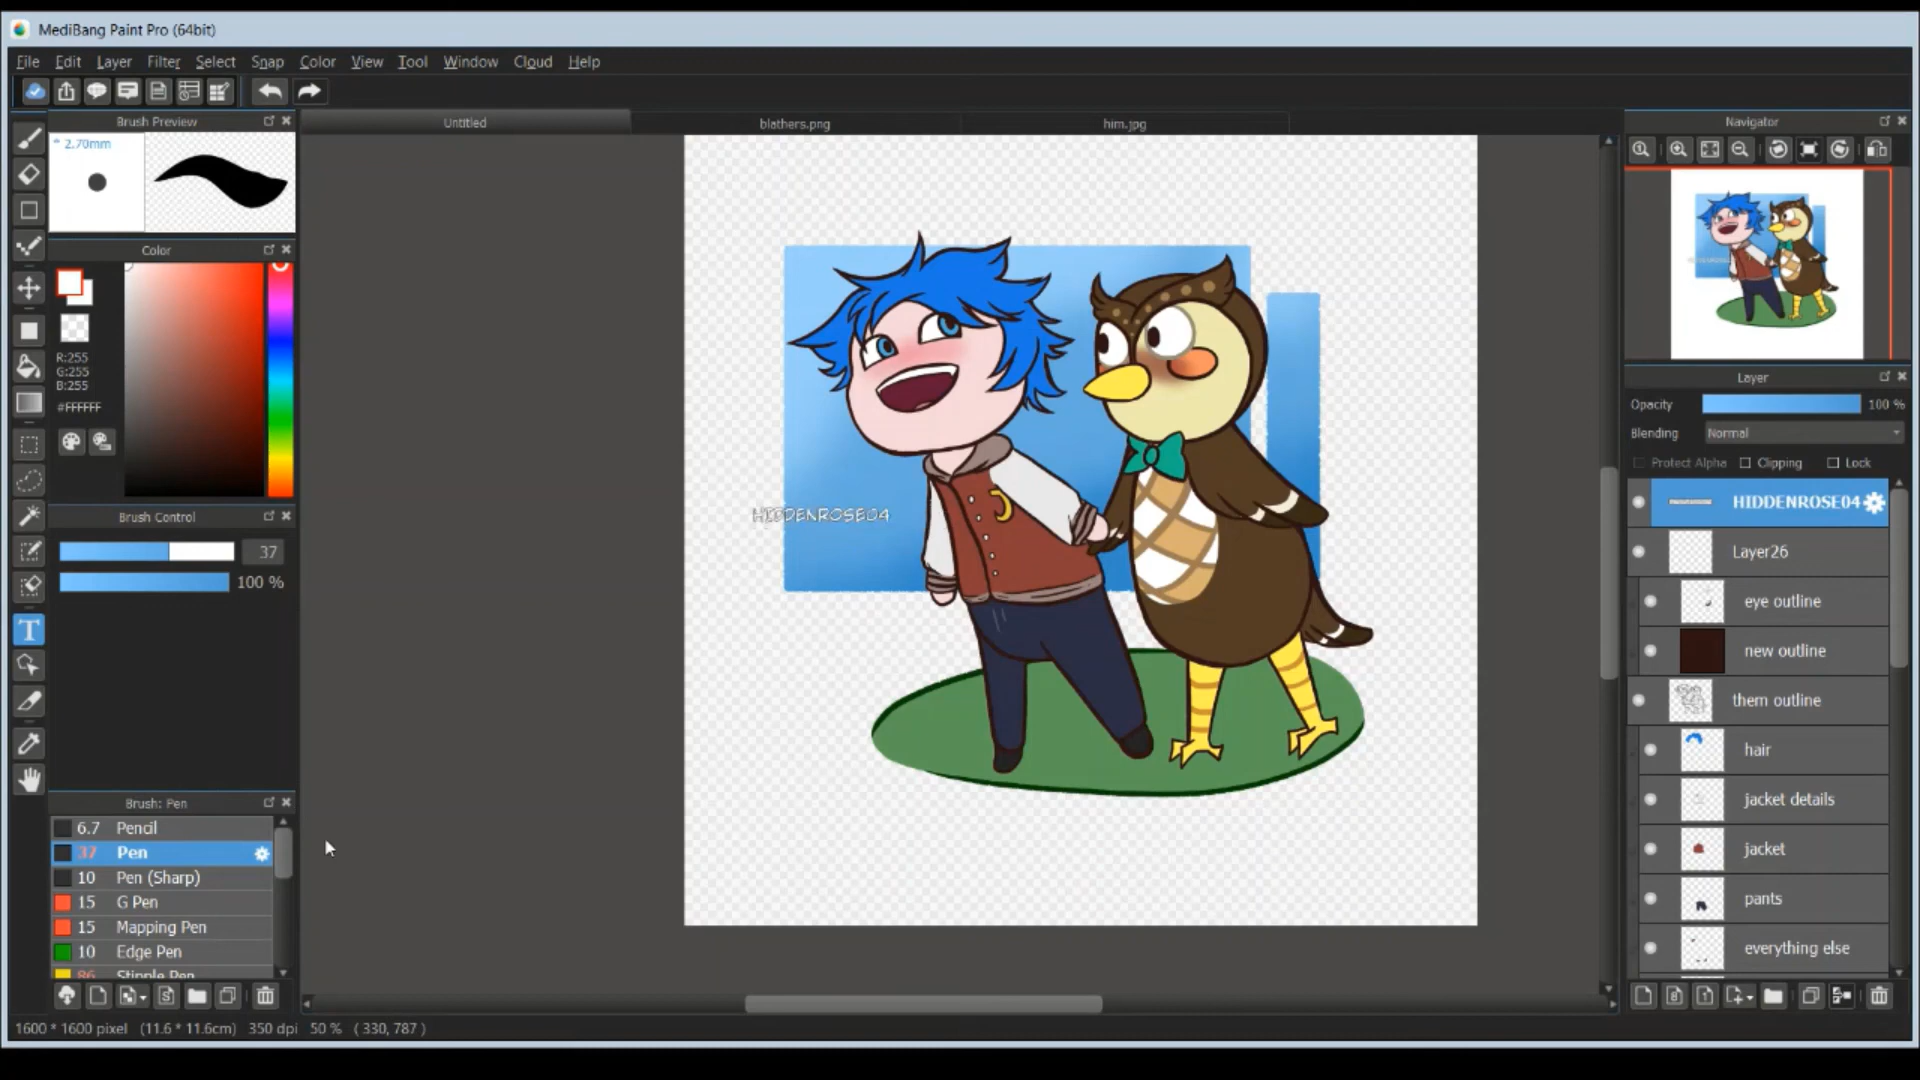 MediBang Paint Pro (64bit)
File Edit Layer Filter Select Snap Color View Tool Window Cloud Help
Brush Preview
Untitled
blathers.png
him.jpg
Navigator
2.70mm
Color
R:255
G:255
B:255
#FFFFFF
Layer
Opacity 100 %
Blending Normal
Protect Alpha Clipping Lock
HIDDENROSE04
Layer26
eye outline
new outline
them outline
hair
jacket details
jacket
pants
everything else
HIDDENROSE04
Brush Control
37
100 %
Brush: Pen
6.7 Pencil
37 Pen
10 Pen (Sharp)
15 G Pen
15 Mapping Pen
10 Edge Pen
86 Stipple Pen
1600 * 1600 pixel (11.6 * 11.6cm) 350 dpi 50 % ( 330, 787 )